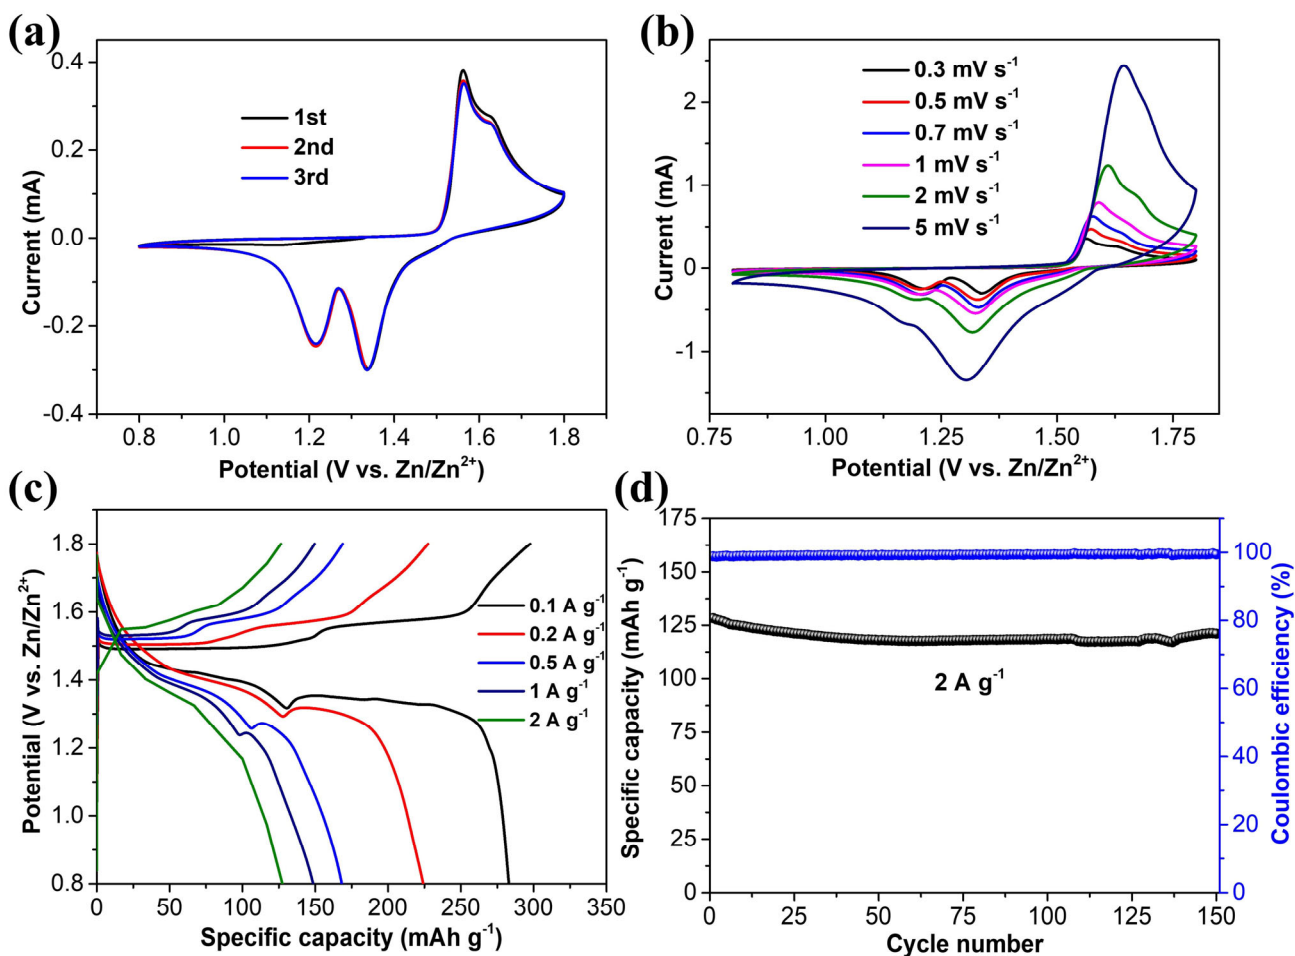 (a)
0.4
0.2
0.0
-0.2
-0.4
Current (mA)
1st
2nd
3rd
0.8 1.0 1.2 1.4 1.6 1.8
Potential (V vs. Zn/Zn²⁺)
(b)
2
1
0
-1
Current (mA)
0.3 mV s⁻¹
0.5 mV s⁻¹
0.7 mV s⁻¹
1 mV s⁻¹
2 mV s⁻¹
5 mV s⁻¹
0.75 1.00 1.25 1.50 1.75
Potential (V vs. Zn/Zn²⁺)
(c)
1.8
1.6
1.4
1.2
1.0
0.8
Potential (V vs. Zn/Zn²⁺)
0.1 A g⁻¹
0.2 A g⁻¹
0.5 A g⁻¹
1 A g⁻¹
2 A g⁻¹
0 50 100 150 200 250 300 350
Specific capacity (mAh g⁻¹)
(d)
175
150
125
100
75
50
25
0
Specific capacity (mAh g⁻¹)
2 A g⁻¹
100
80
60
40
20
0
Coulombic efficiency (%)
0 25 50 75 100 125 150
Cycle number